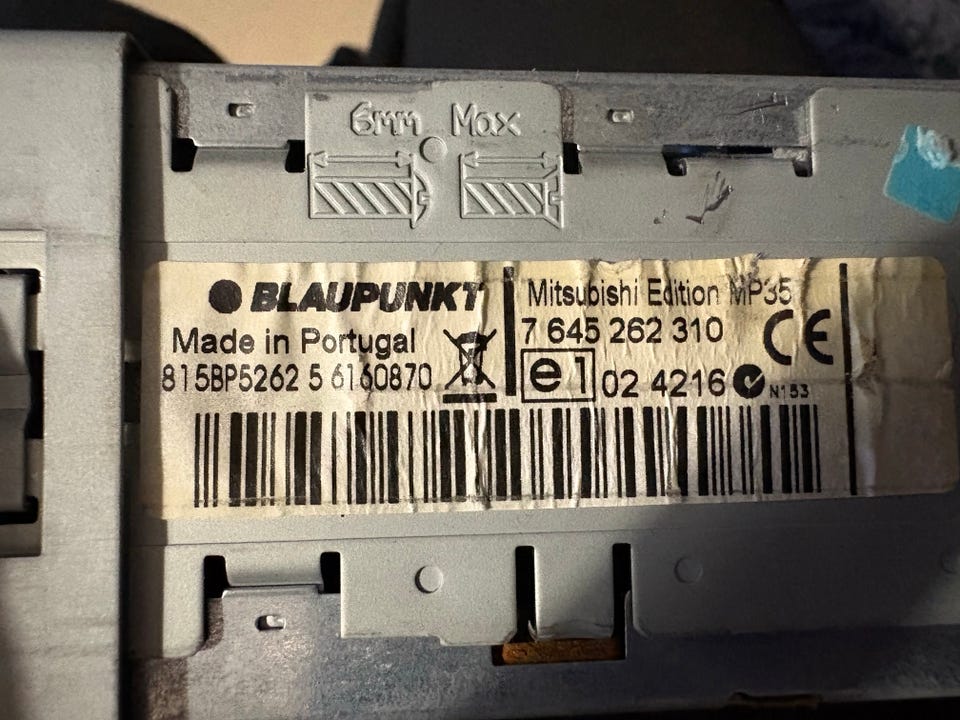 6mm Max
BLAUPUNKT
Made in Portugal
815BP5262 5 6160870
Mitsubishi Edition MP35
7 645 262 310
CE
e1 02 4216 N153